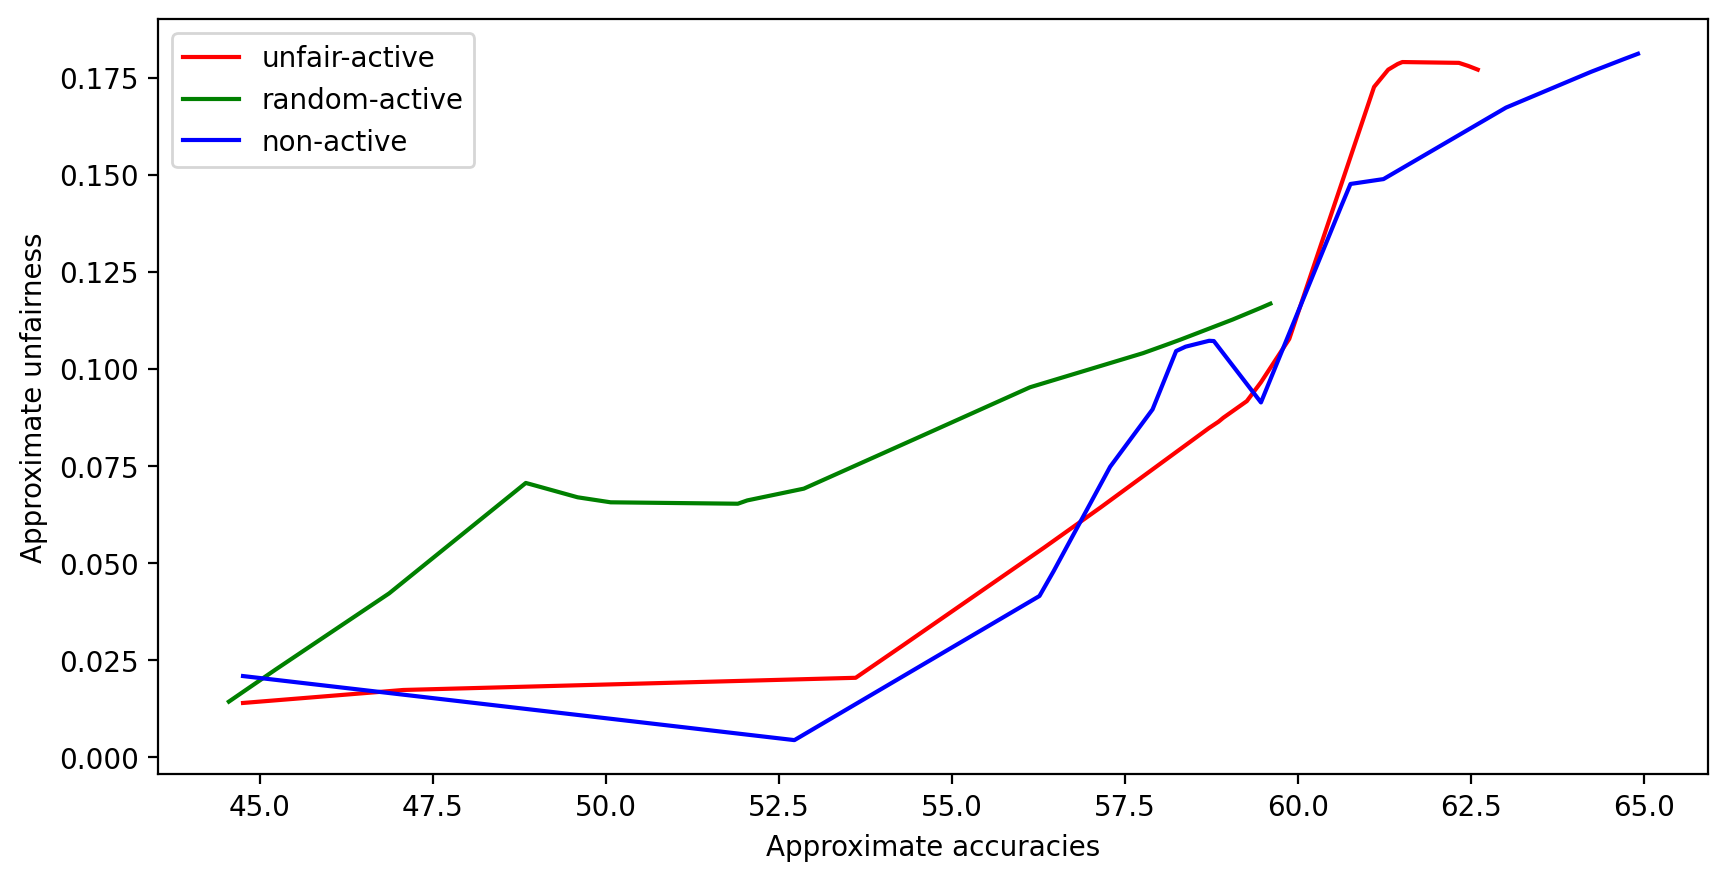 unfair-active
random-active
non-active
Approximate unfairness
0.175
0.150
0.125
0.100
0.075
0.050
0.025
0.000
45.0 47.5 50.0 52.5 55.0 57.5 60.0 62.5 65.0
Approximate accuracies